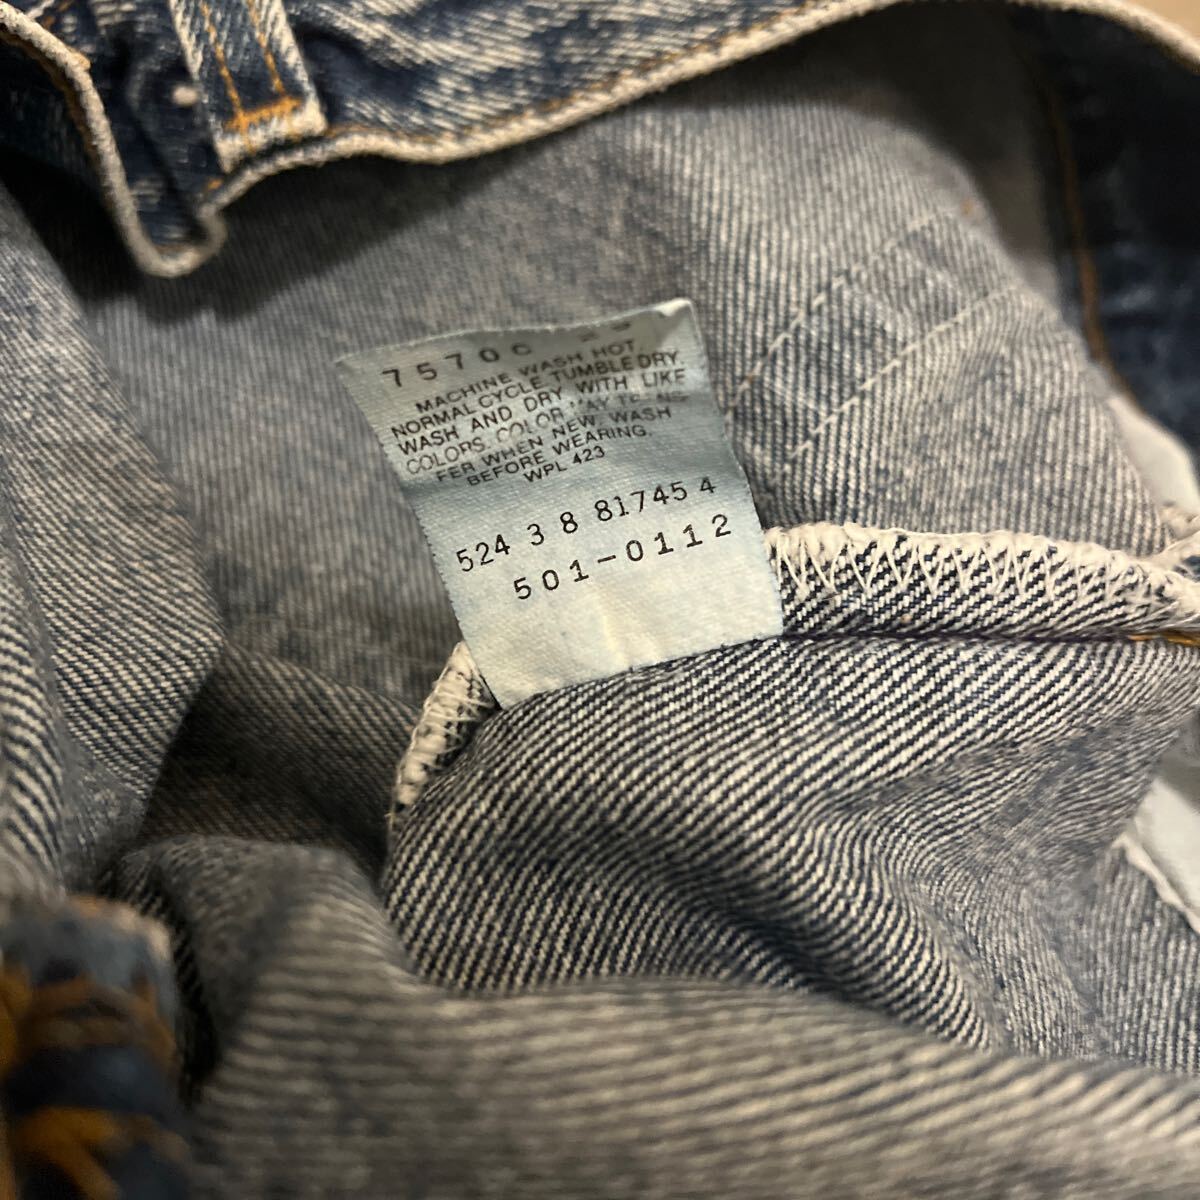 75706
MACHINE WASH HOT,
NORMAL CYCLE, TUMBLE DRY.
WASH AND DRY WITH LIKE
COLORS. COLOR MAY TRANS-
FER WHEN NEW. WASH
BEFORE WEARING.
WPL 423
524 3 8 81745 4
501-0112